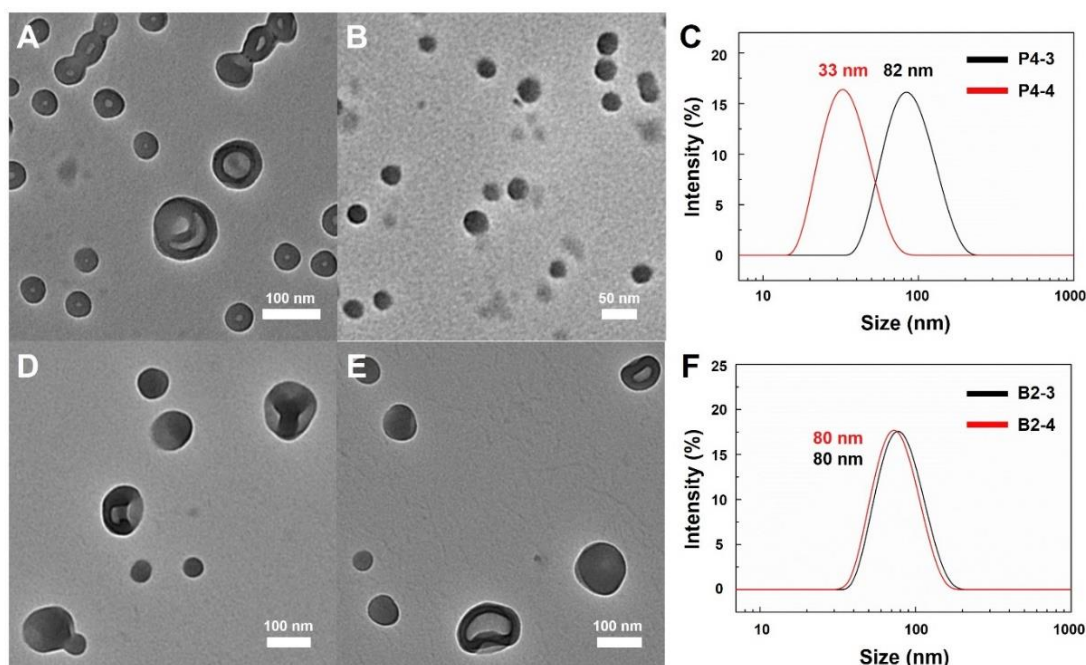 A
100 nm
B
50 nm
C
20
15
10
5
0
Intensity (%)
33 nm
82 nm
P4-3
P4-4
10
100
1000
Size (nm)
D
100 nm
E
100 nm
F
25
20
15
10
5
0
Intensity (%)
80 nm
80 nm
B2-3
B2-4
10
100
1000
Size (nm)